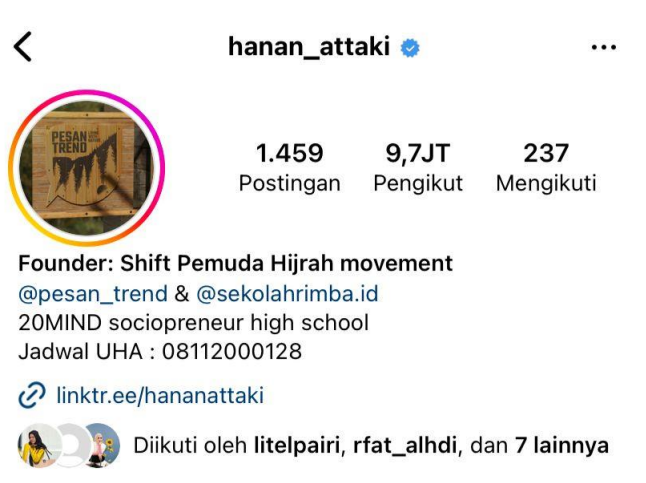 hanan_attaki
PESAN
TREND
1.459 9,7JT 237
Postingan Pengikut Mengikuti
Founder: Shift Pemuda Hijrah movement
@pesan_trend & @sekolahrimba.id
20MIND sociopreneur high school
Jadwal UHA : 08112000128
linktr.ee/hananattaki
Diikuti oleh litelpairi, rfat_alhdi, dan 7 lainnya